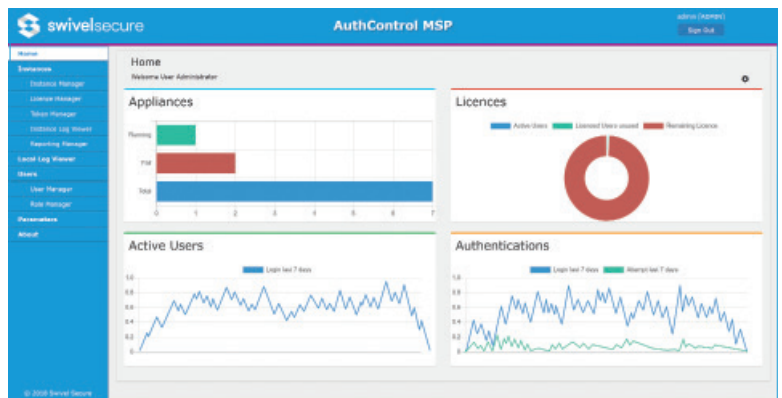 swivelsecure
AuthControl MSP
admin (ADMIN)
Sign Out
Home
Instances
Instance Manager
Licence Manager
Token Manager
Instance Log Viewer
Reporting Manager
Local Log Viewer
Users
User Manager
Role Manager
Parameters
About
© 2018 Swivel Secure
Home
Welcome User Administrator
Appliances
Running
Total
0 1 2 3 4 5 6 7
Licences
Active Users Licensed Users unused Remaining Licence
Active Users
Login last 7 days
1.0
0.8
0.6
0.4
0.2
0
Authentications
Login last 7 days Attempt last 7 days
1.0
0.8
0.6
0.4
0.2
0